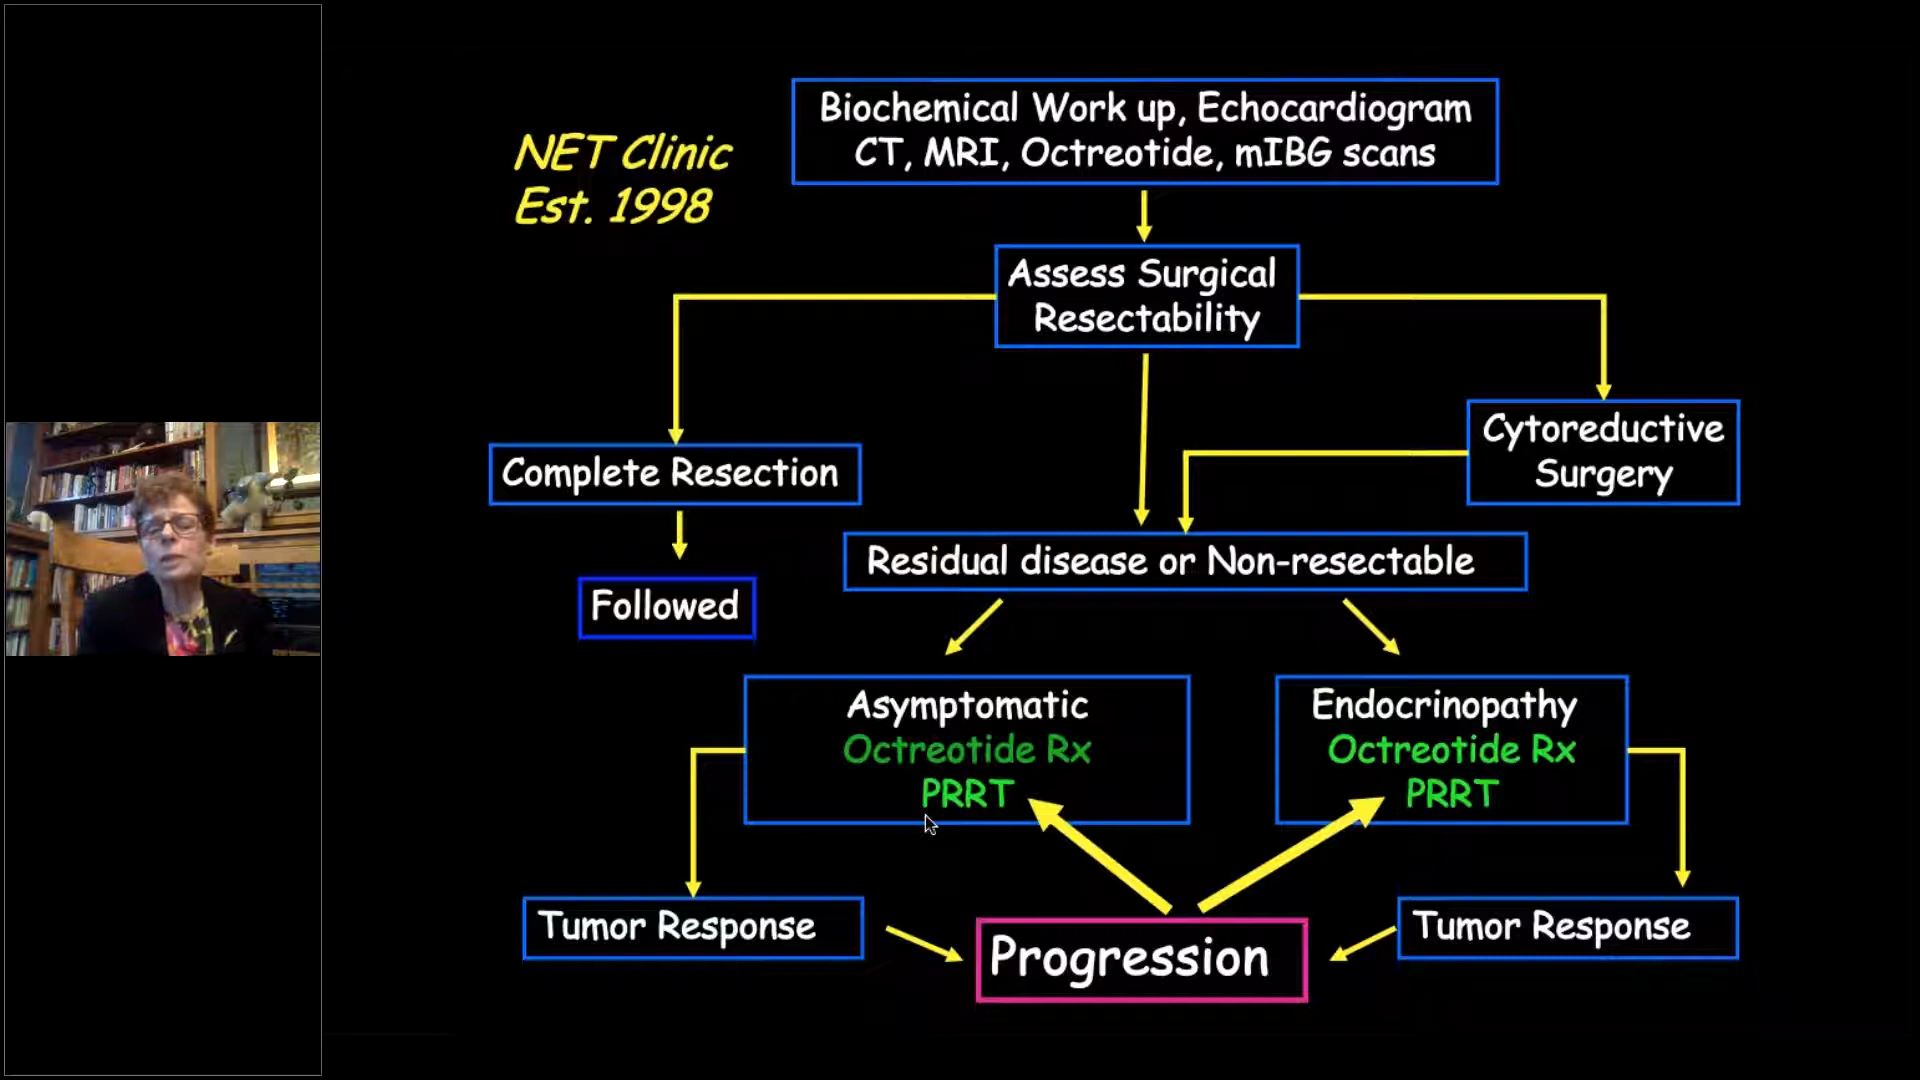 NET Clinic
Est. 1998
Biochemical Work up, Echocardiogram
CT, MRI, Octreotide, mIBG scans
Assess Surgical
Resectability
Complete Resection
Cytoreductive
Surgery
Followed
Residual disease or Non-resectable
Asymptomatic
Octreotide Rx
PRRT
Endocrinopathy
Octreotide Rx
PRRT
Tumor Response
Progression
Tumor Response